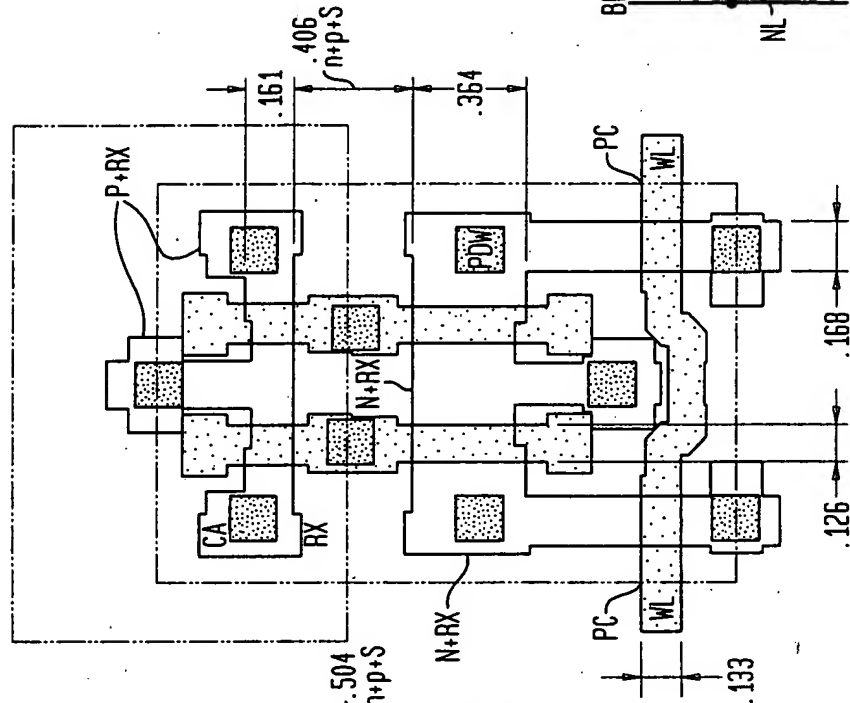 B
NL
.406
n+p+S
.161
P+RX
.364
PC
WL
PDW
N+RX
CA
RX
.504
n+p+S
N+RX
PC
WL
.168
.126
.133